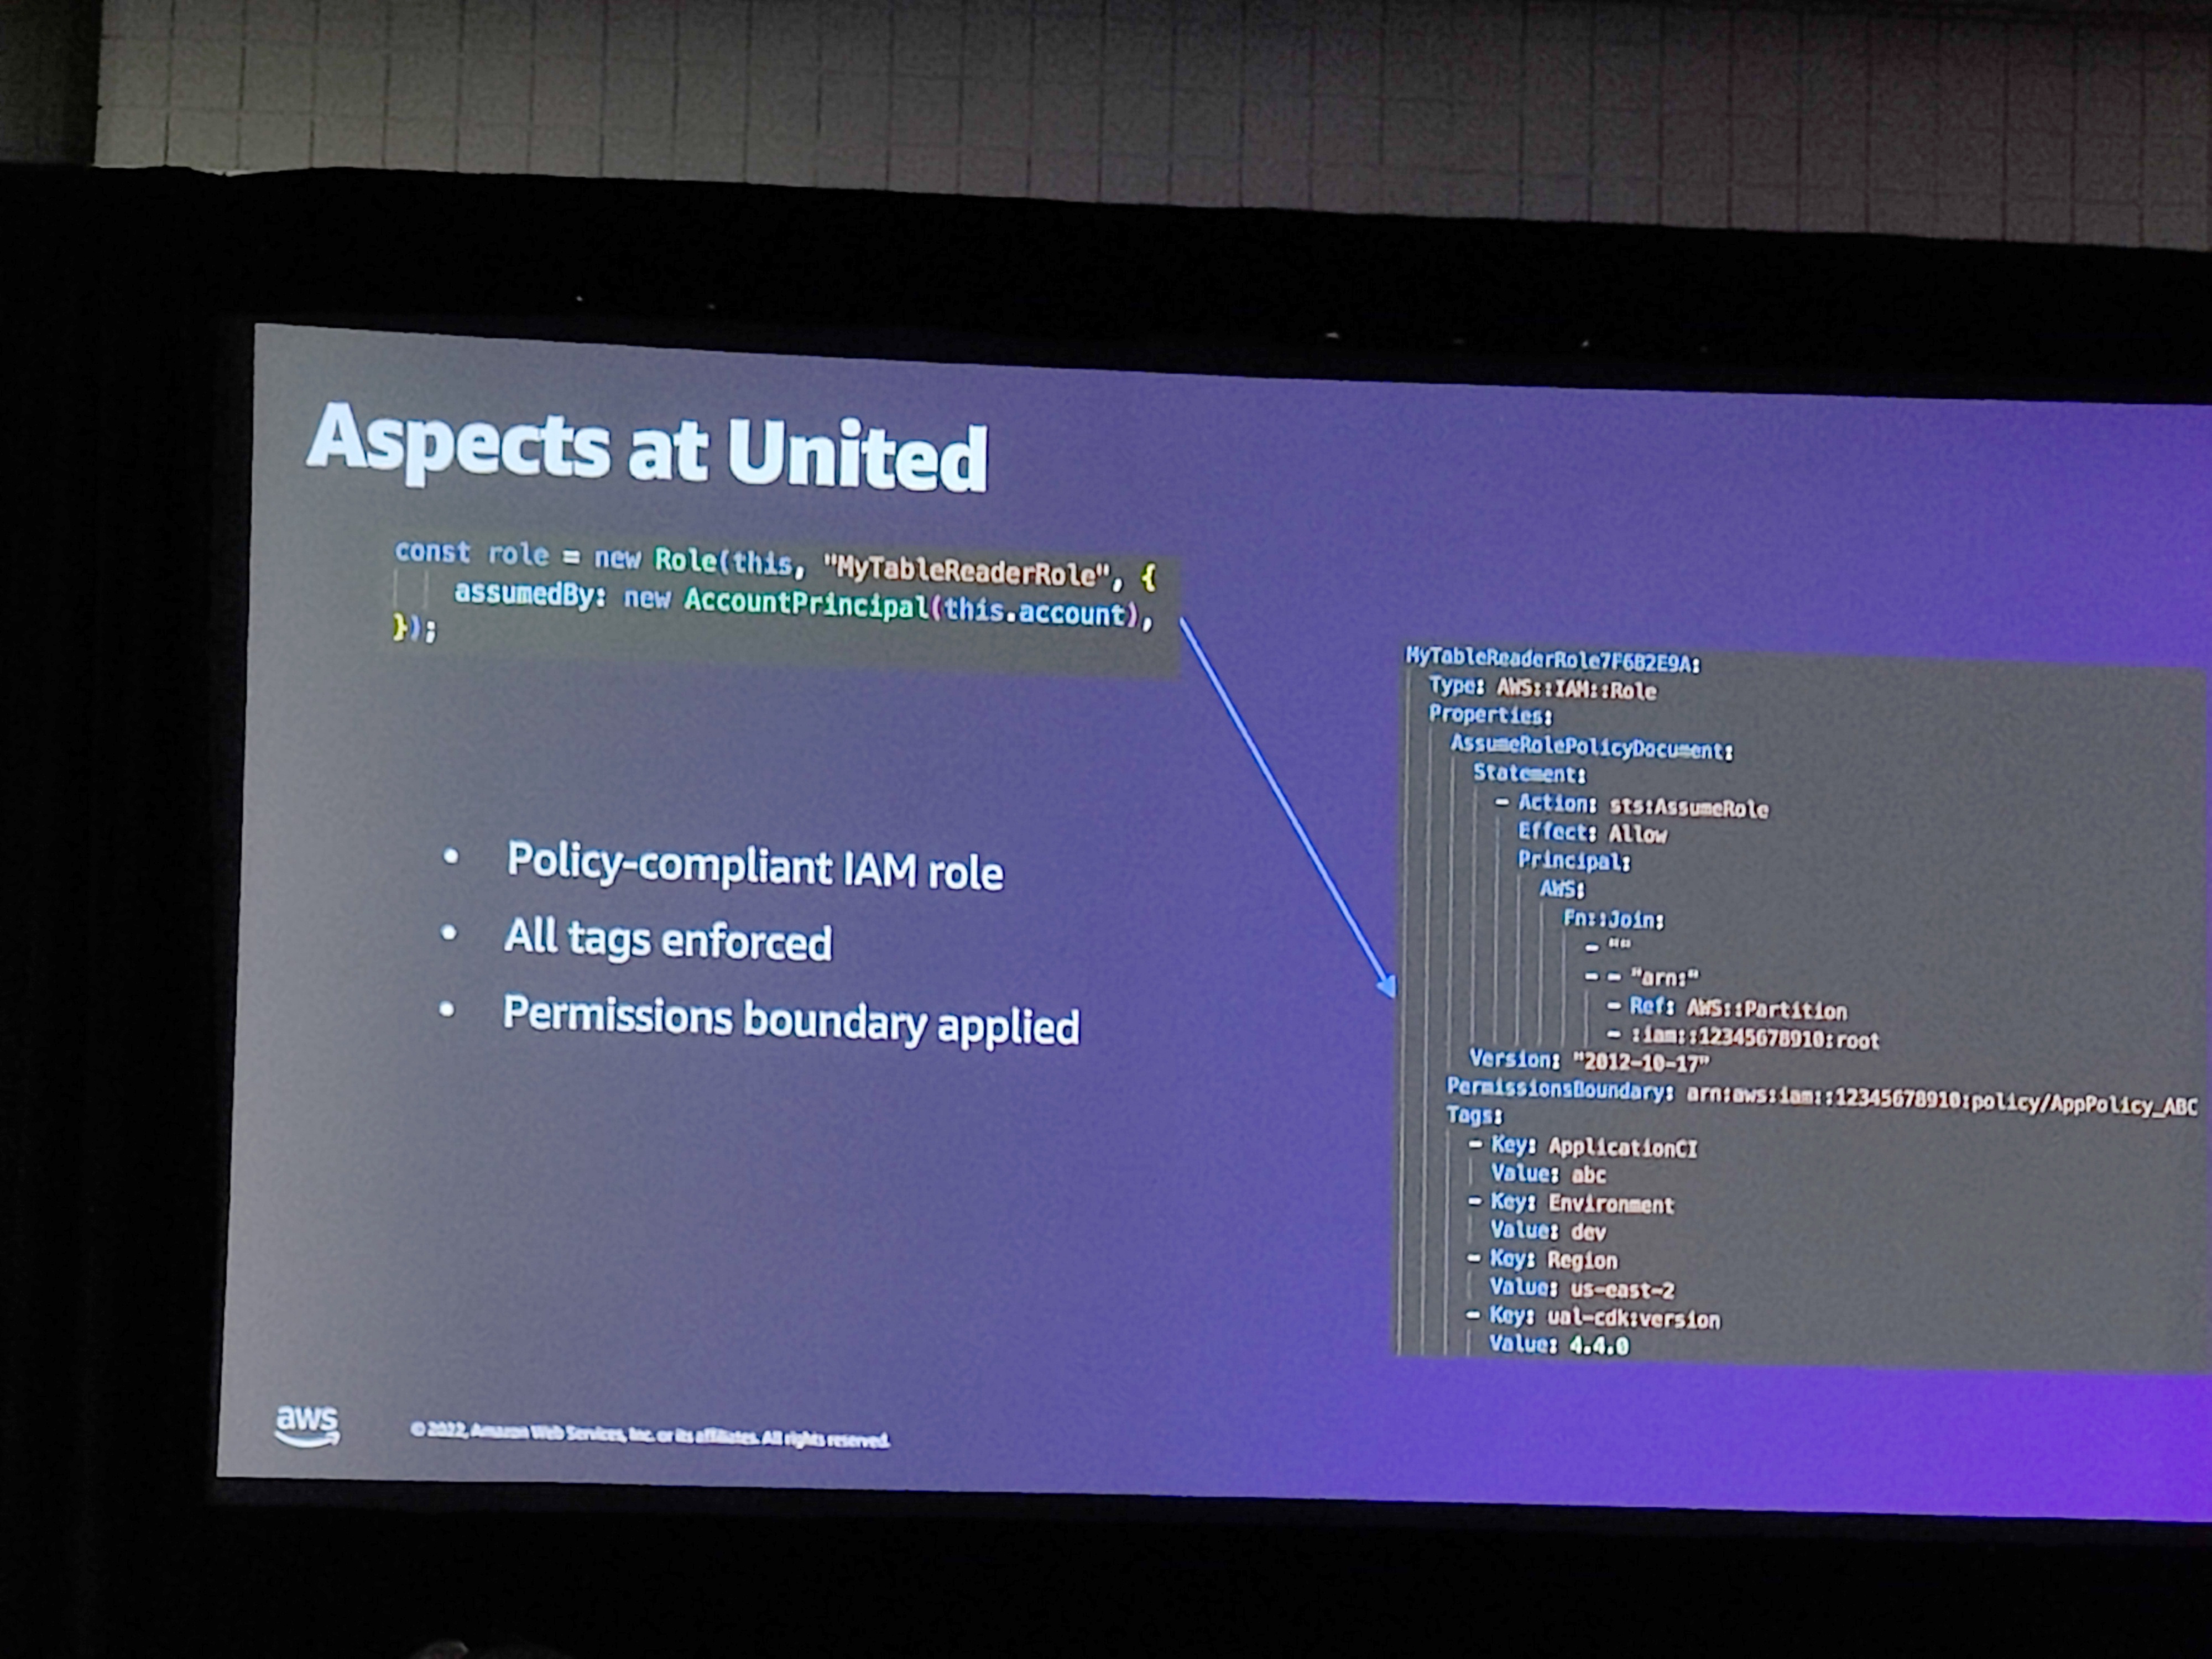 Aspects at United
const role = new Role(this, "MyTableReaderRole", {
assumedBy: new AccountPrincipal(this.account),
});
Policy-compliant IAM role
All tags enforced
Permissions boundary applied
MyTableReaderRole7F6B2E9A:
Type: AWS::IAM::Role
Properties:
AssumeRolePolicyDocument:
Statement:
- Action: sts:AssumeRole
Effect: Allow
Principal:
AWS:
Fn::Join:
- ""
- - "arn:"
- Ref: AWS::Partition
- :iam::12345678910:root
Version: "2012-10-17"
PermissionsBoundary: arn:aws:iam::12345678910:policy/AppPolicy_ABC
Tags:
- Key: ApplicationCI
Value: abc
- Key: Environment
Value: dev
- Key: Region
Value: us-east-2
- Key: ual-cdk:version
Value: 4.4.0
aws
© 2022, Amazon Web Services, Inc. or its affiliates. All rights reserved.